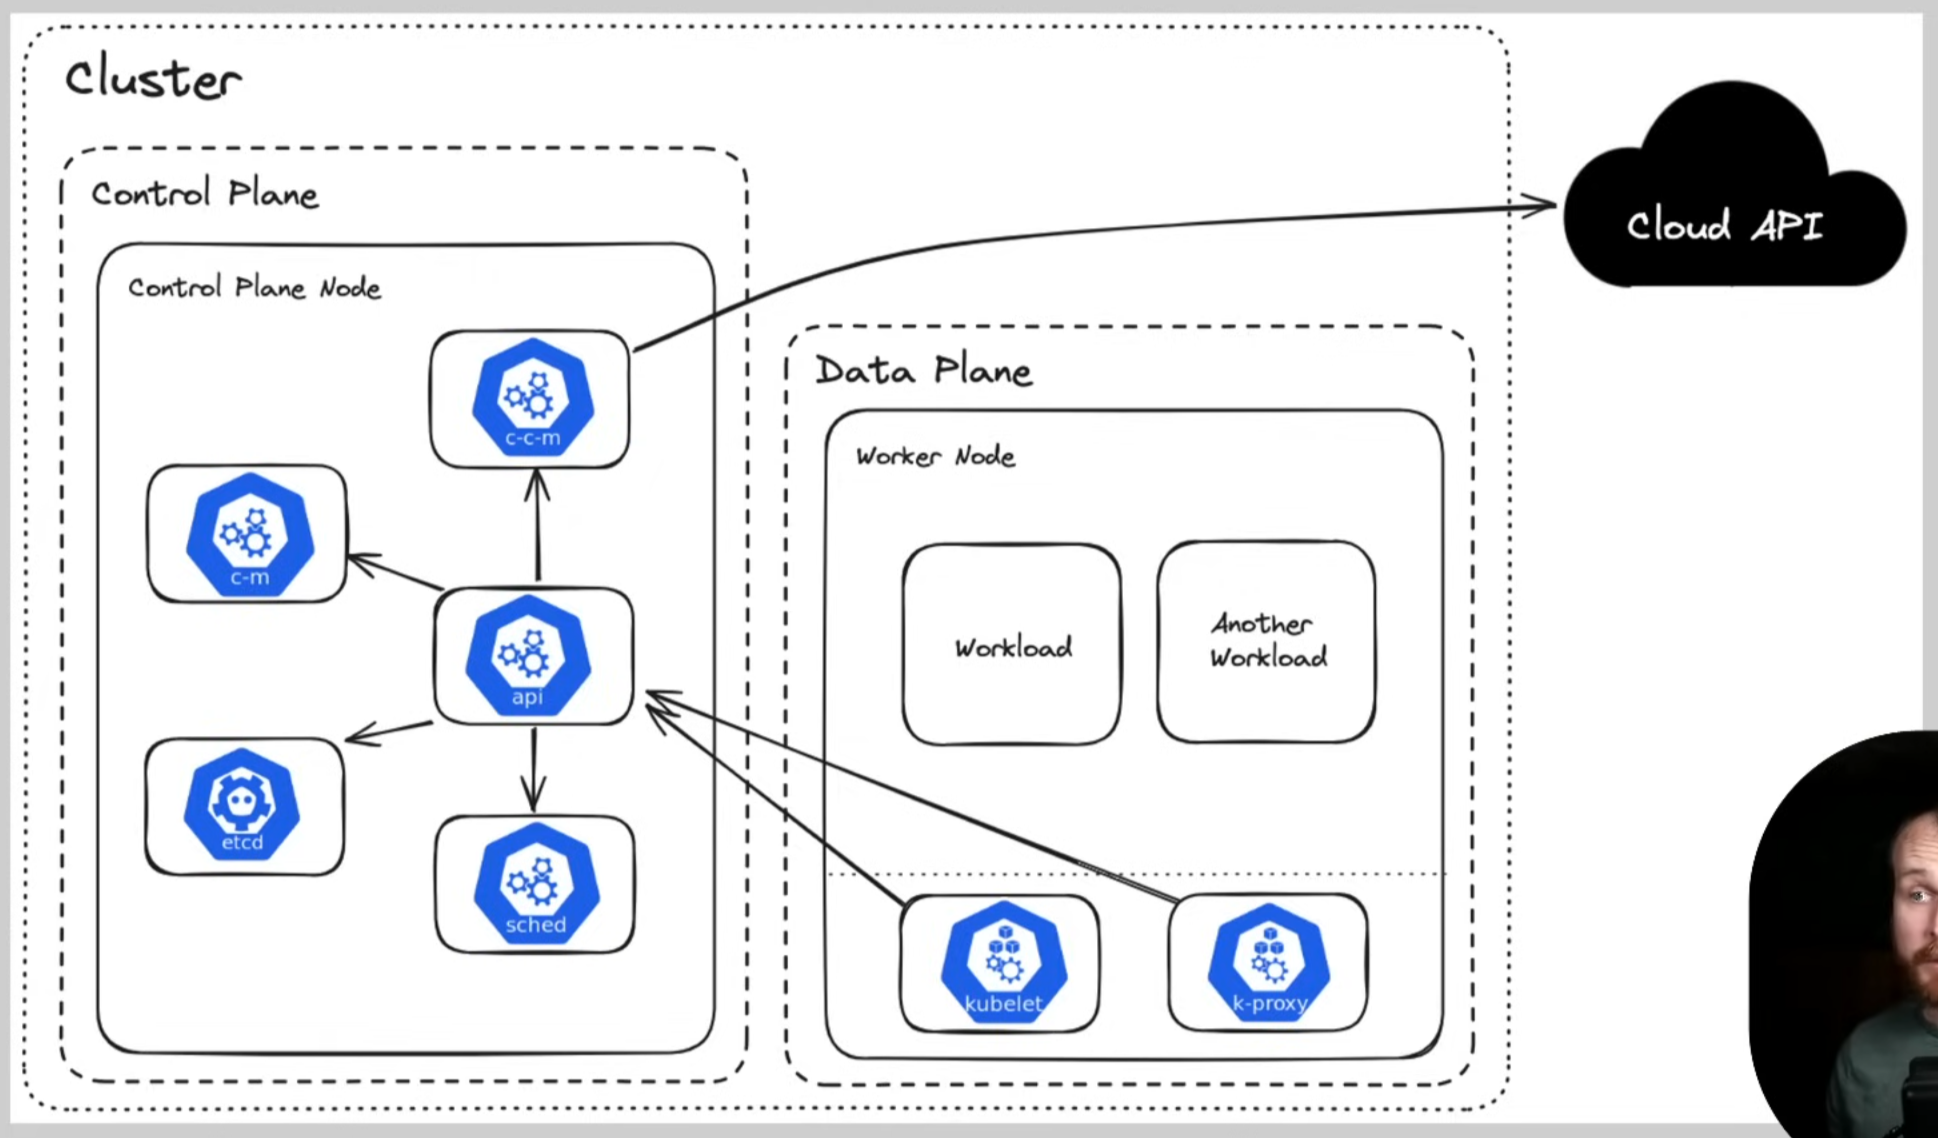 Cluster
Control Plane
Control Plane Node
c-c-m
c-m
api
etcd
sched
Cloud API
Data Plane
Worker Node
Workload
Another
Workload
kubelet
k-proxy